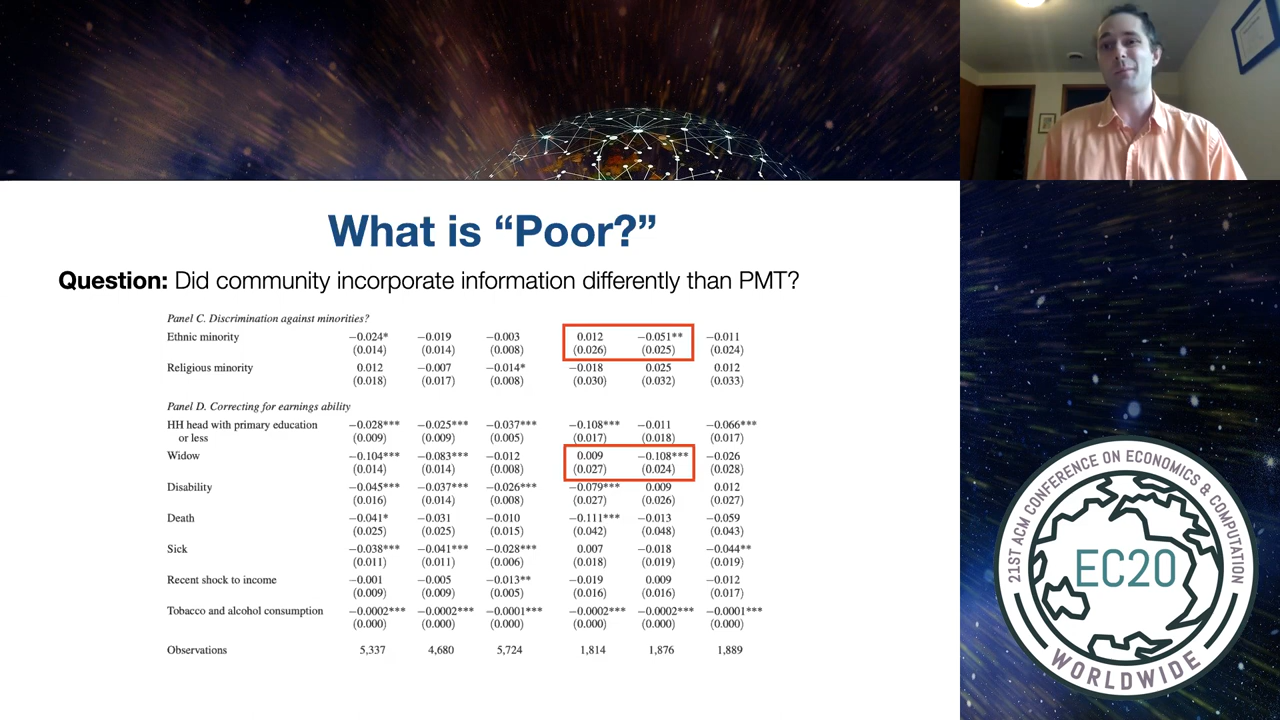 What is “Poor?”
Question: Did community incorporate information differently than PMT?
Panel C. Discrimination against minorities?
Ethnic minority −0.024* −0.019 −0.003 0.012 −0.051** −0.011
(0.014) (0.014) (0.008) (0.026) (0.025) (0.024)
Religious minority 0.012 −0.007 −0.014* −0.018 0.025 0.012
(0.018) (0.017) (0.008) (0.030) (0.032) (0.033)
Panel D. Correcting for earnings ability
HH head with primary education −0.028*** −0.025*** −0.037*** −0.108*** −0.011 −0.066***
or less (0.009) (0.009) (0.005) (0.017) (0.018) (0.017)
Widow −0.104*** −0.083*** −0.012 0.009 −0.108*** −0.026
(0.014) (0.014) (0.008) (0.027) (0.024) (0.028)
Disability −0.045*** −0.037*** −0.026*** −0.079*** 0.009 0.012
(0.016) (0.014) (0.008) (0.027) (0.026) (0.027)
Death −0.041* −0.031 −0.010 −0.111*** −0.013 −0.059
(0.025) (0.025) (0.015) (0.042) (0.048) (0.043)
Sick −0.038*** −0.041*** −0.028*** 0.007 −0.018 −0.044**
(0.011) (0.011) (0.006) (0.018) (0.019) (0.019)
Recent shock to income −0.001 −0.005 −0.013** −0.019 0.009 −0.012
(0.009) (0.009) (0.005) (0.016) (0.016) (0.017)
Tobacco and alcohol consumption −0.0002*** −0.0002*** −0.0001*** −0.0002*** −0.0002*** −0.0001***
(0.000) (0.000) (0.000) (0.000) (0.000) (0.000)
Observations 5,337 4,680 5,724 1,814 1,876 1,889
21ST ACM CONFERENCE ON ECONOMICS & COMPUTATION
EC20
WORLDWIDE